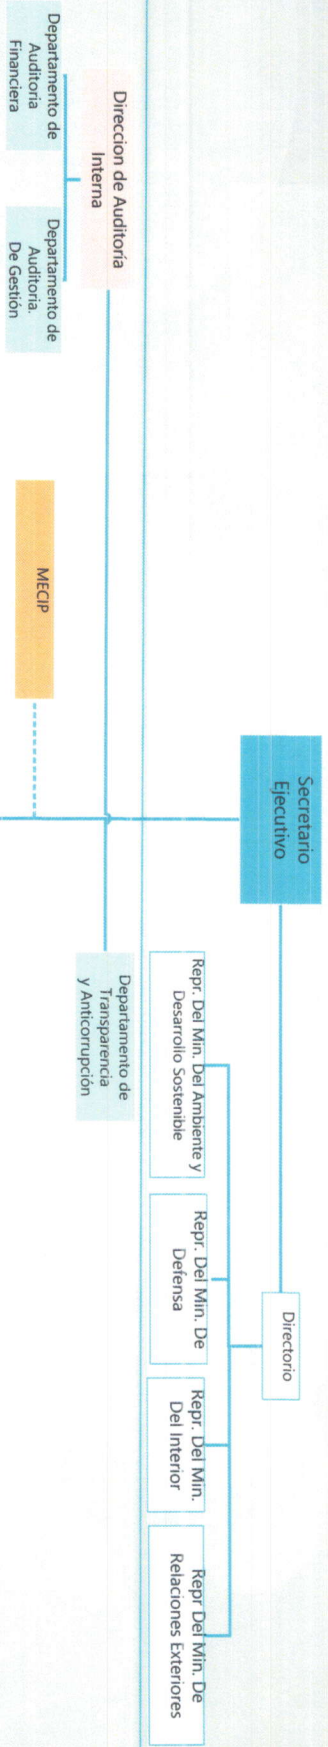 Secretario
Ejecutivo
Directorio
Repr. Del Min. Del Ambiente y
Desarrollo Sostenible
Repr. Del Min. De
Defensa
Repr. Del Min.
Del Interior
Repr Del Min. De
Relaciones Exteriores
Direccion de Auditoría
Interna
Departamento de
Transparencia
y Anticorrupción
Departamento de
Auditoria
Financiera
Departamento de
Auditoria.
De Gestión
MECIP